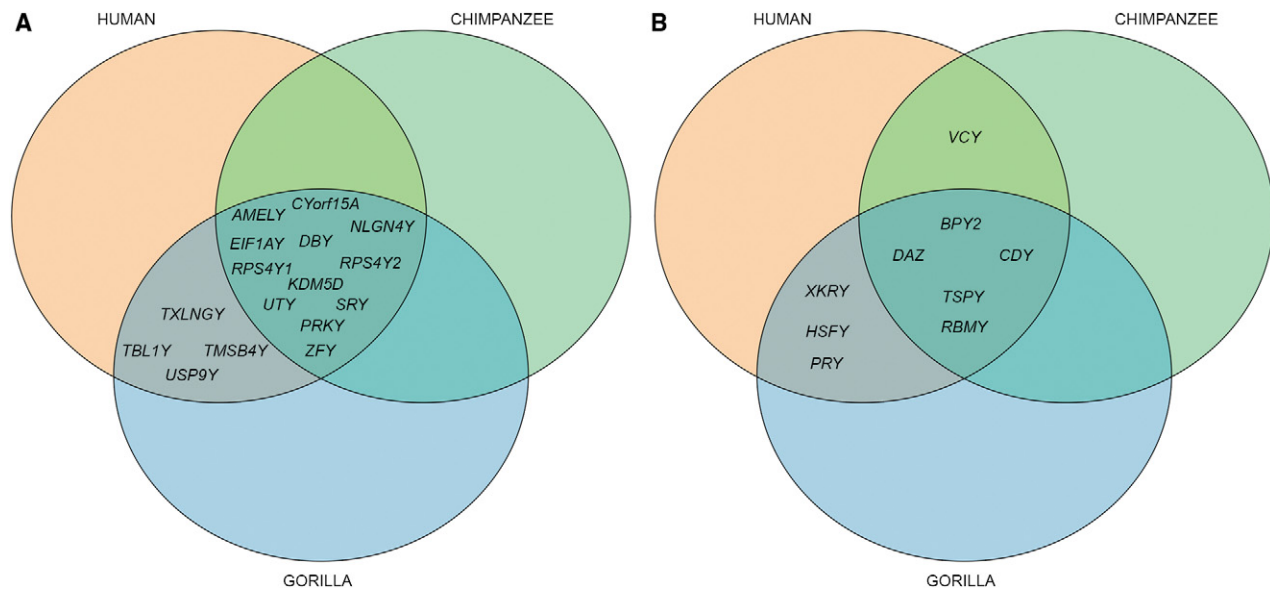 A
HUMAN
CHIMPANZEE
CYorf15A
AMELY
NLGN4Y
EIF1AY
DBY
RPS4Y1
RPS4Y2
KDM5D
UTY
SRY
TXLNGY
PRKY
TBL1Y
TMSB4Y
ZFY
USP9Y
GORILLA
B
HUMAN
CHIMPANZEE
VCY
BPY2
DAZ
CDY
XKRY
TSPY
HSFY
RBMY
PRY
GORILLA